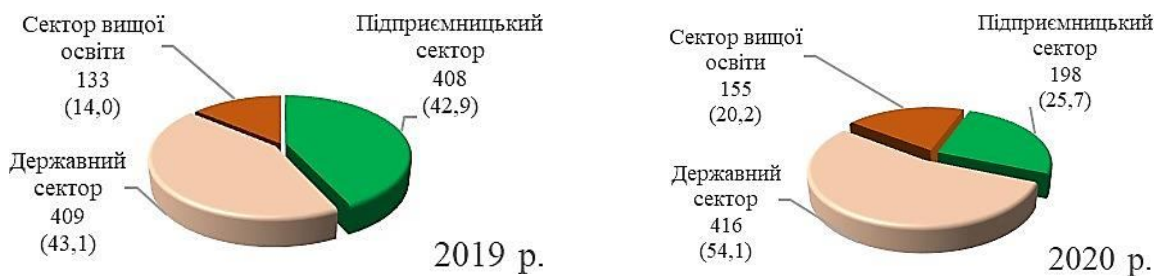 Сектор вищої
освіти
133
(14,0)
Підприємницький
сектор
408
(42,9)
Державний
сектор
409
(43,1)
2019 р.
Сектор вищої
освіти
155
(20,2)
Підприємницький
сектор
198
(25,7)
Державний
сектор
416
(54,1)
2020 р.